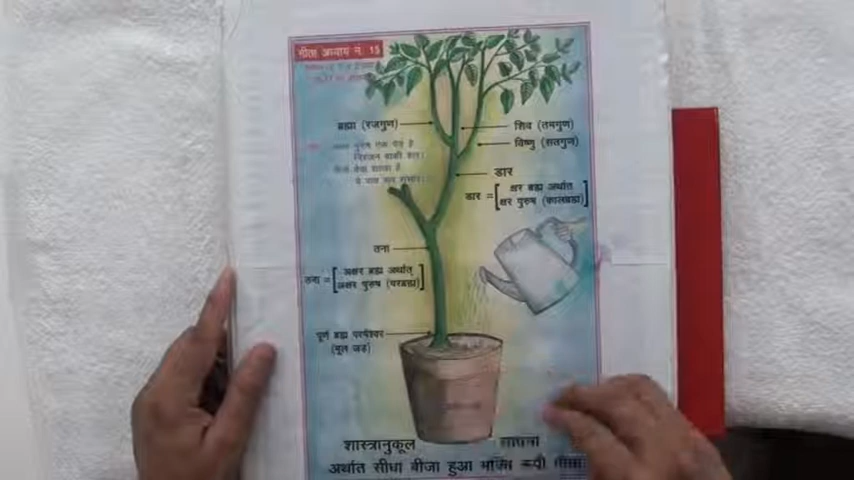 गीता अध्याय नं. 15
ब्रह्मा (रजगुण)
शिव (तमगुण)
विष्णु (सतगुण)
डार
डार = [क्षर ब्रह्म अर्थात
क्षर पुरुष (कालब्रह्म)]
तना
तना = [अक्षर ब्रह्म अर्थात्
अक्षर पुरुष (परब्रह्म)]
पूर्ण ब्रह्म परमेश्वर
(मूल जड़)
शास्त्रानुकूल साधना
अर्थात सीधा बीजा हुआ भक्ति रूपी पौधा